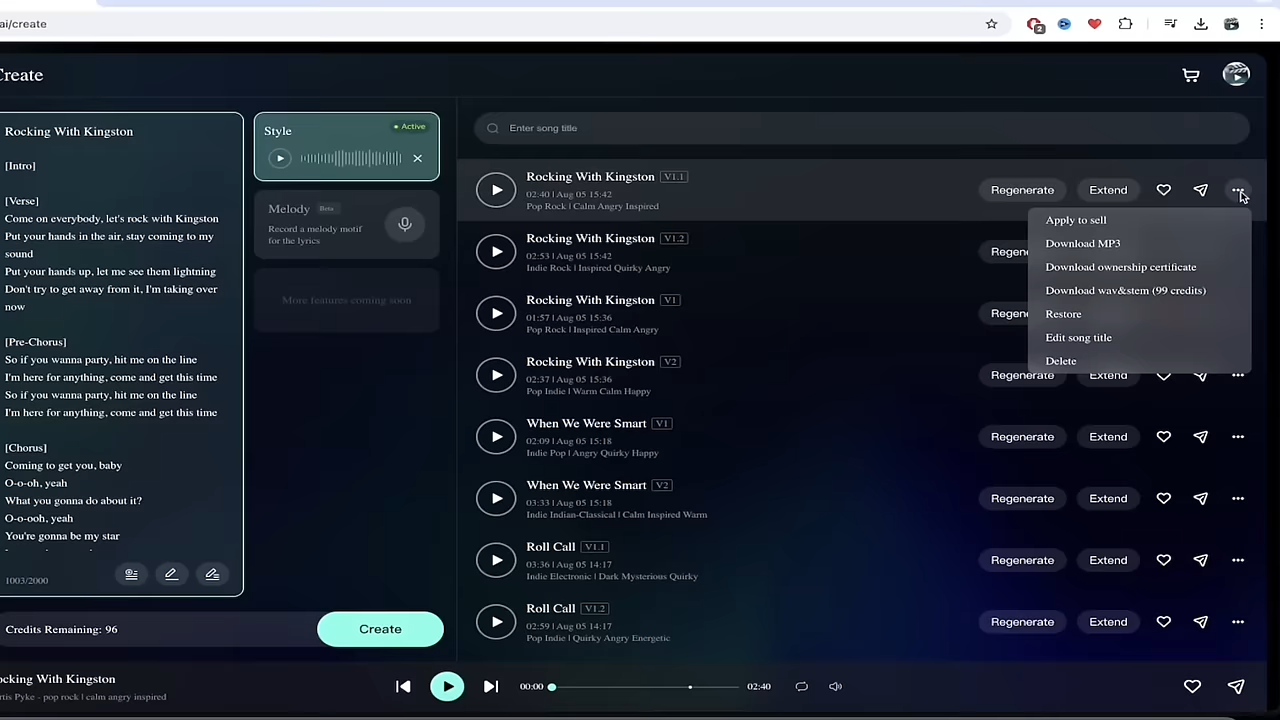 ai/create
2
Create
Rocking With Kingston
[Intro]
[Verse]
Come on everybody, let's rock with Kingston
Put your hands in the air, stay coming to my
sound
Put your hands up, let me see them lightning
Don't try to get away from it, I'm taking over
now
[Pre-Chorus]
So if you wanna party, hit me on the line
I'm here for anything, come and get this time
So if you wanna party, hit me on the line
I'm here for anything, come and get this time
[Chorus]
Coming to get you, baby
O-o-oh, yeah
What you gonna do about it?
O-o-ooh, yeah
You're gonna be my star
1003/2000
Credits Remaining: 96
Create
Style
Active
Melody Beta
Record a melody motif
for the lyrics
More features coming soon
Enter song title
Rocking With Kingston V1.1
02:40 | Aug 05 15:42
Pop Rock | Calm Angry Inspired
Regenerate Extend
Apply to sell
Download MP3
Download ownership certificate
Download wav&stem (99 credits)
Restore
Edit song title
Delete
Rocking With Kingston V1.2
02:53 | Aug 05 15:42
Indie Rock | Inspired Quirky Angry
Regen
Rocking With Kingston V1
01:57 | Aug 05 15:36
Pop Rock | Inspired Calm Angry
Regen
Rocking With Kingston V2
02:37 | Aug 05 15:36
Pop Indie | Warm Calm Happy
Regenerate Extend
When We Were Smart V1
02:09 | Aug 05 15:18
Indie Pop | Angry Quirky Happy
Regenerate Extend
When We Were Smart V2
03:33 | Aug 05 15:18
Indie Indian-Classical | Calm Inspired Warm
Regenerate Extend
Roll Call V1.1
03:36 | Aug 05 14:17
Indie Electronic | Dark Mysterious Quirky
Regenerate Extend
Roll Call V1.2
02:59 | Aug 05 14:17
Pop Indie | Quirky Angry Energetic
Regenerate Extend
ocking With Kingston
rtis Pyke - pop rock | calm angry inspired
00:00
02:40